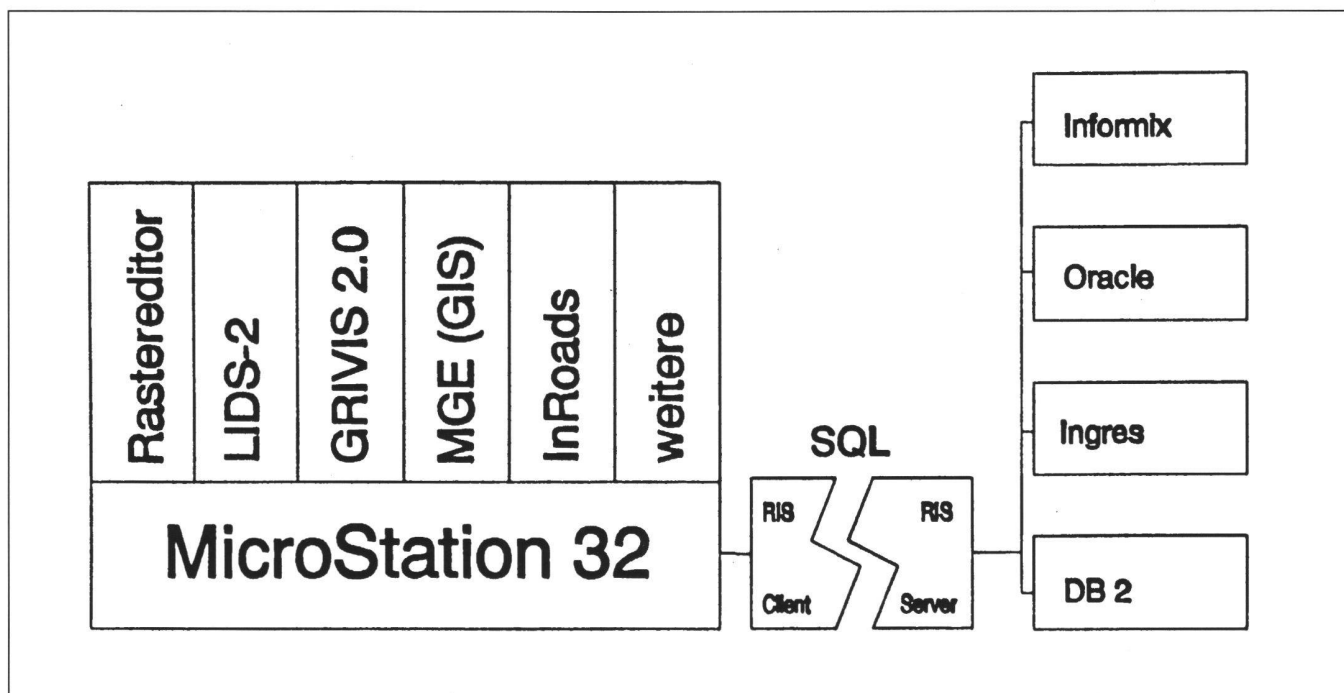 Rastereditor
LIDS-2
GRIVIS 2.0
MGE (GIS)
InRoads
weitere
MicroStation 32
SQL
RIS
Client
RIS
Server
Informix
Oracle
Ingres
DB 2